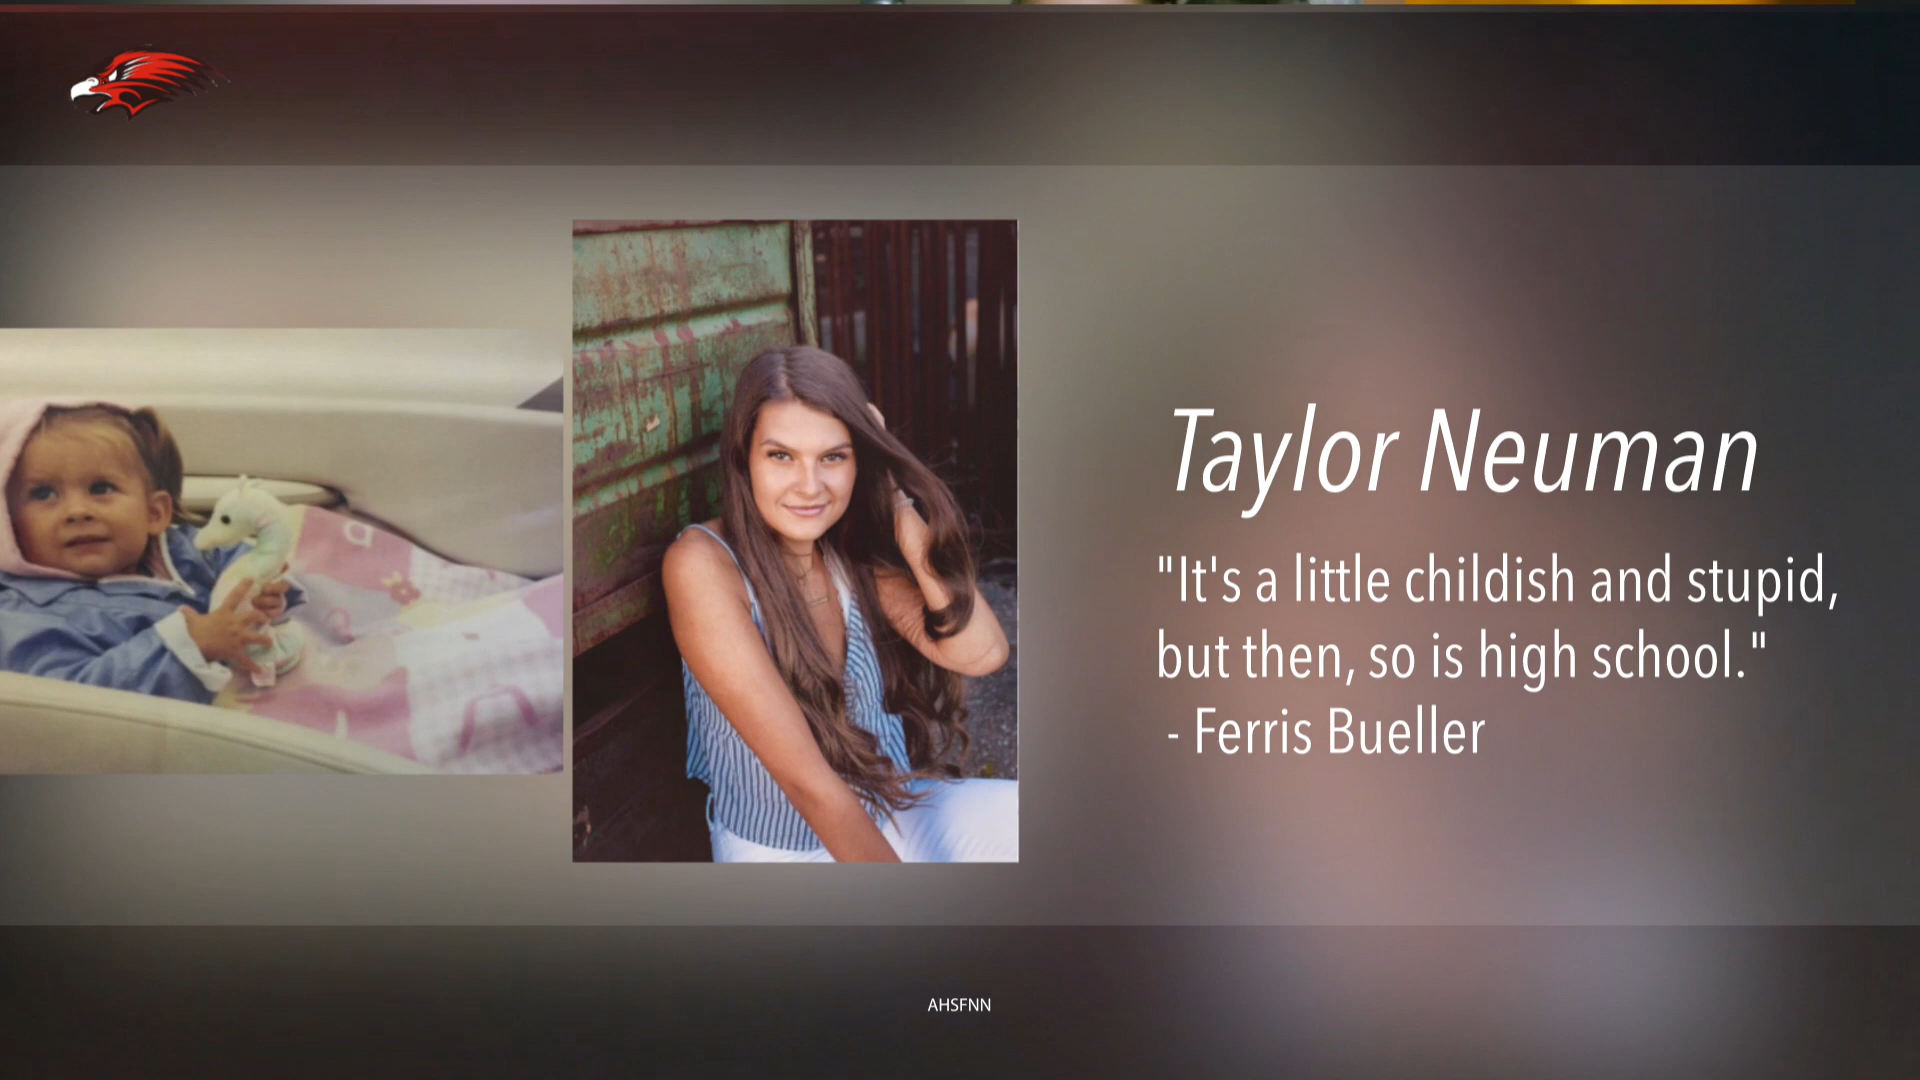 Taylor Neuman
"It's a little childish and stupid,
but then, so is high school."
- Ferris Bueller
AHSFNN